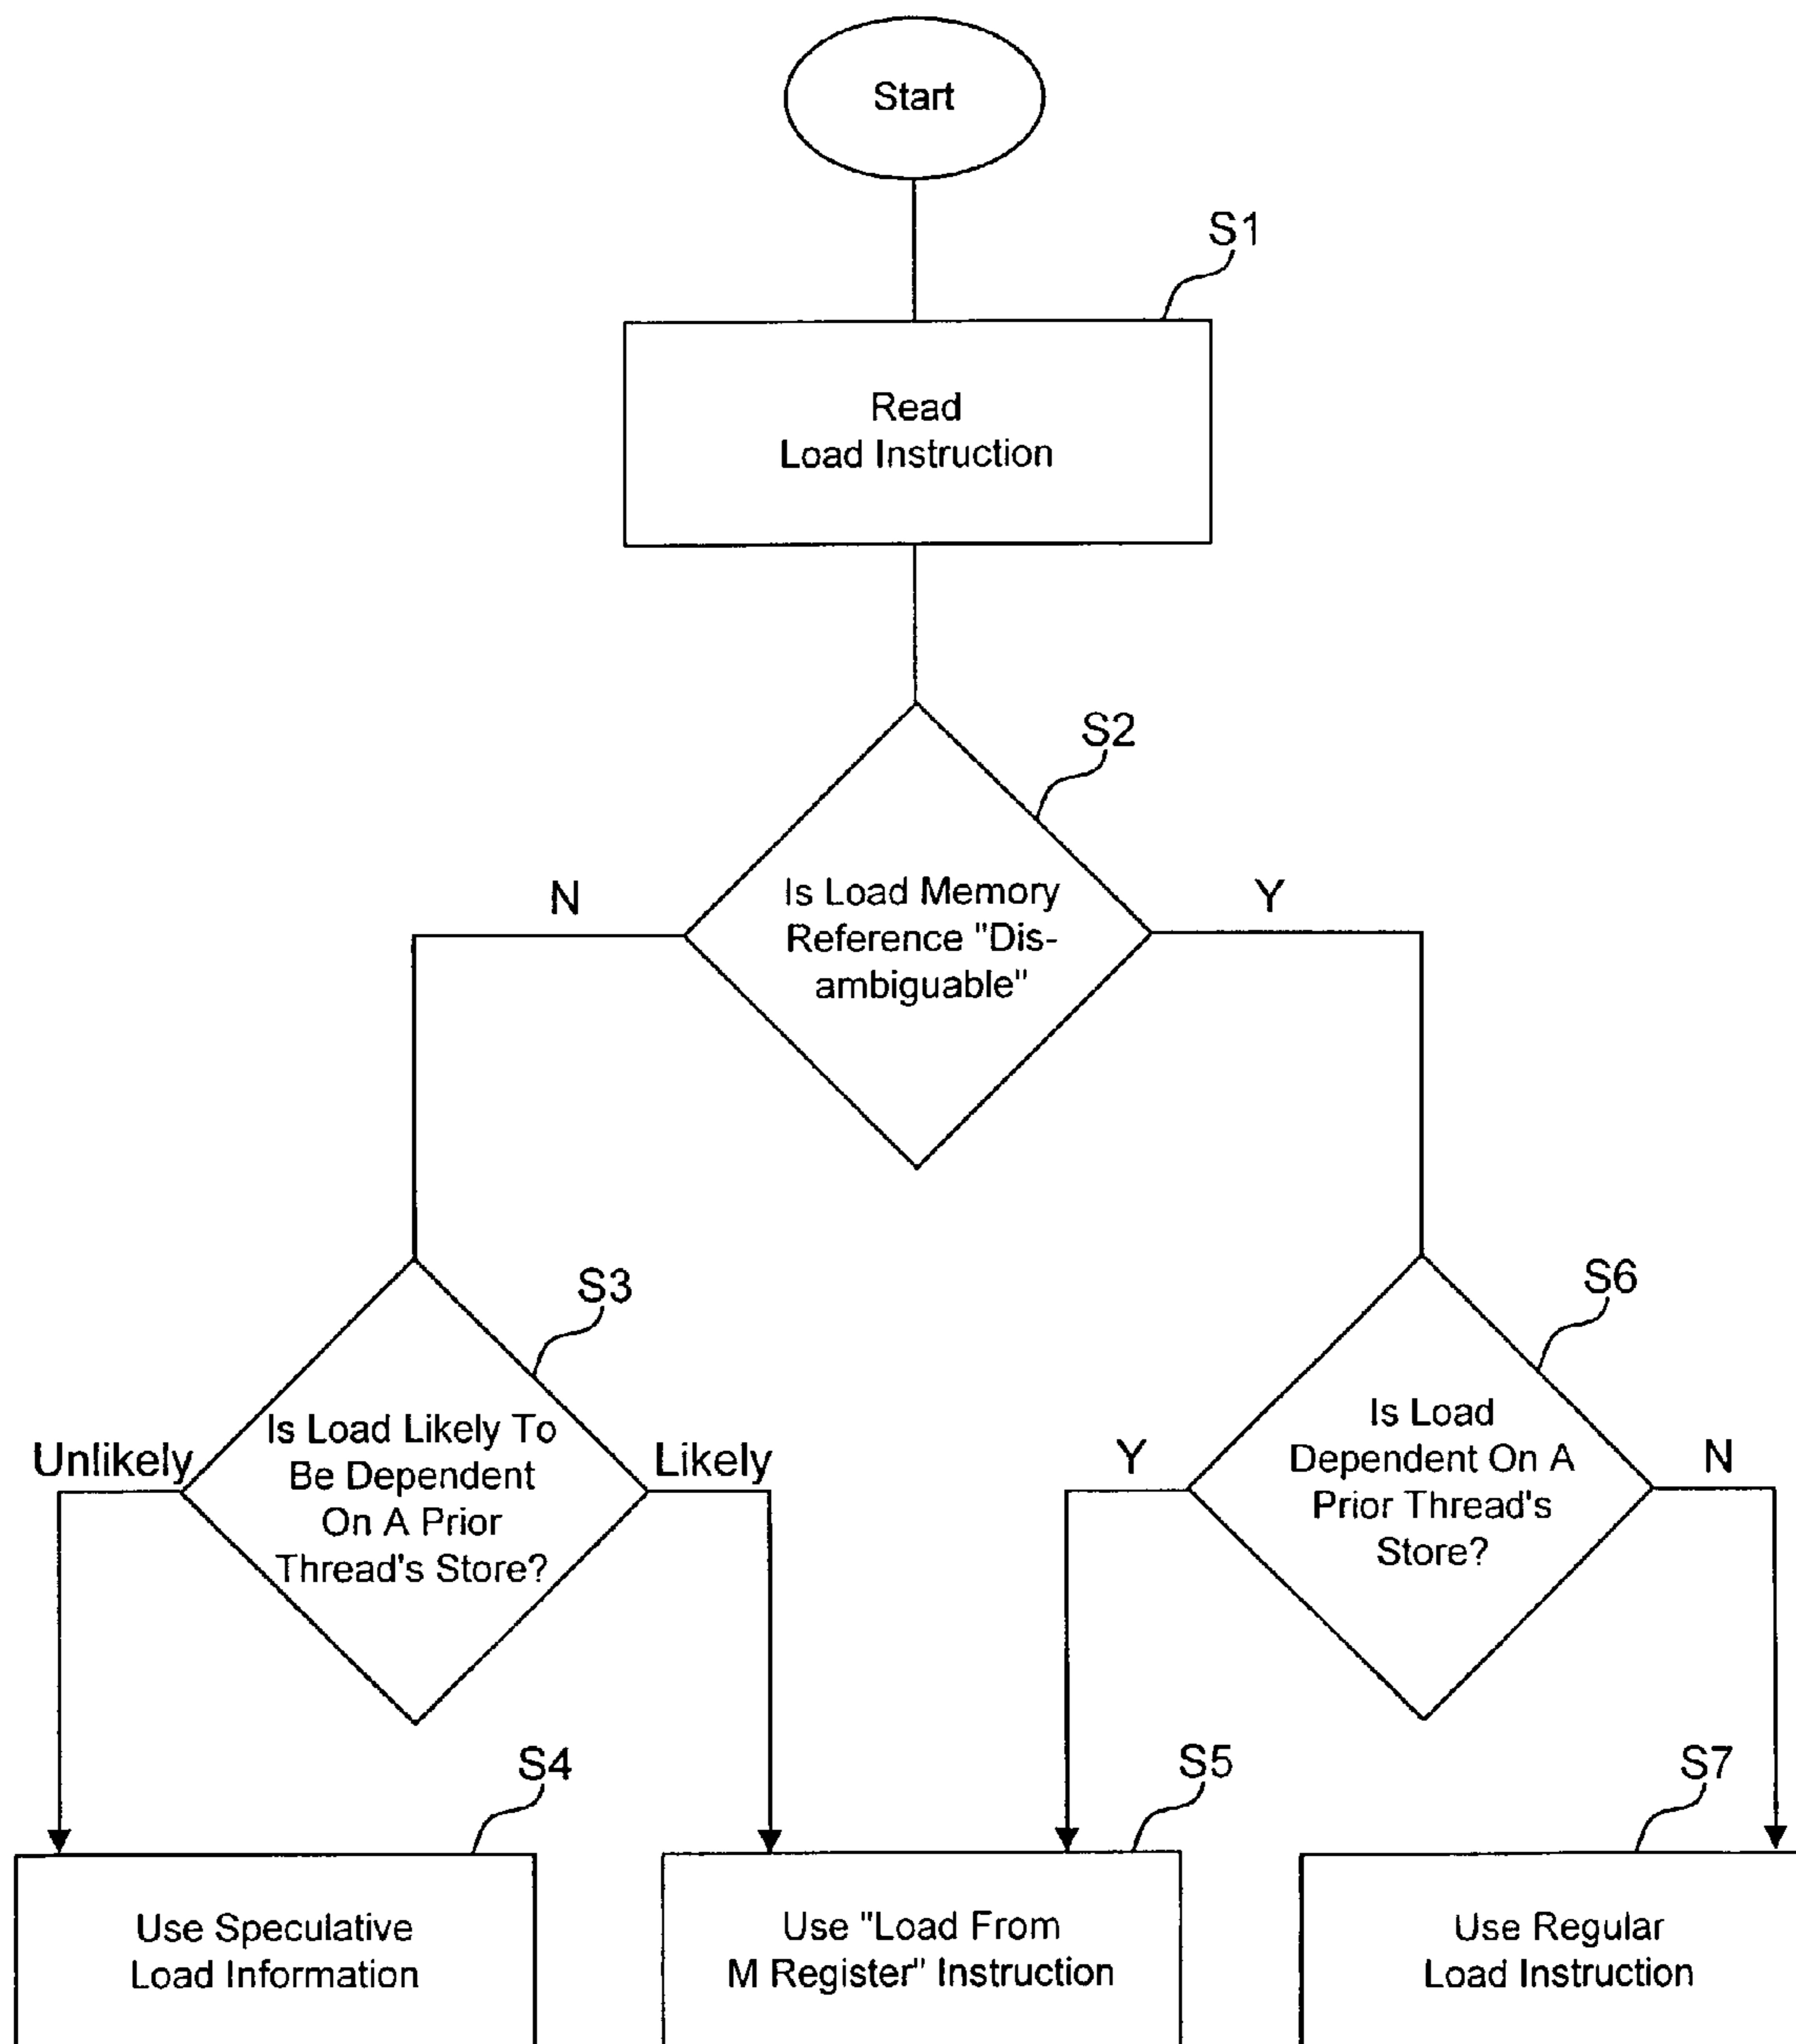 Start
S1
Read
Load Instruction
S2
N
Is Load Memory
Reference "Dis-
ambiguable"
Y
S3
Unlikely
Is Load Likely To
Be Dependent
On A Prior
Thread's Store?
Likely
S6
Y
Is Load
Dependent On A
Prior Thread's
Store?
N
S4
Use Speculative
Load Information
S5
Use "Load From
M Register" Instruction
S7
Use Regular
Load Instruction